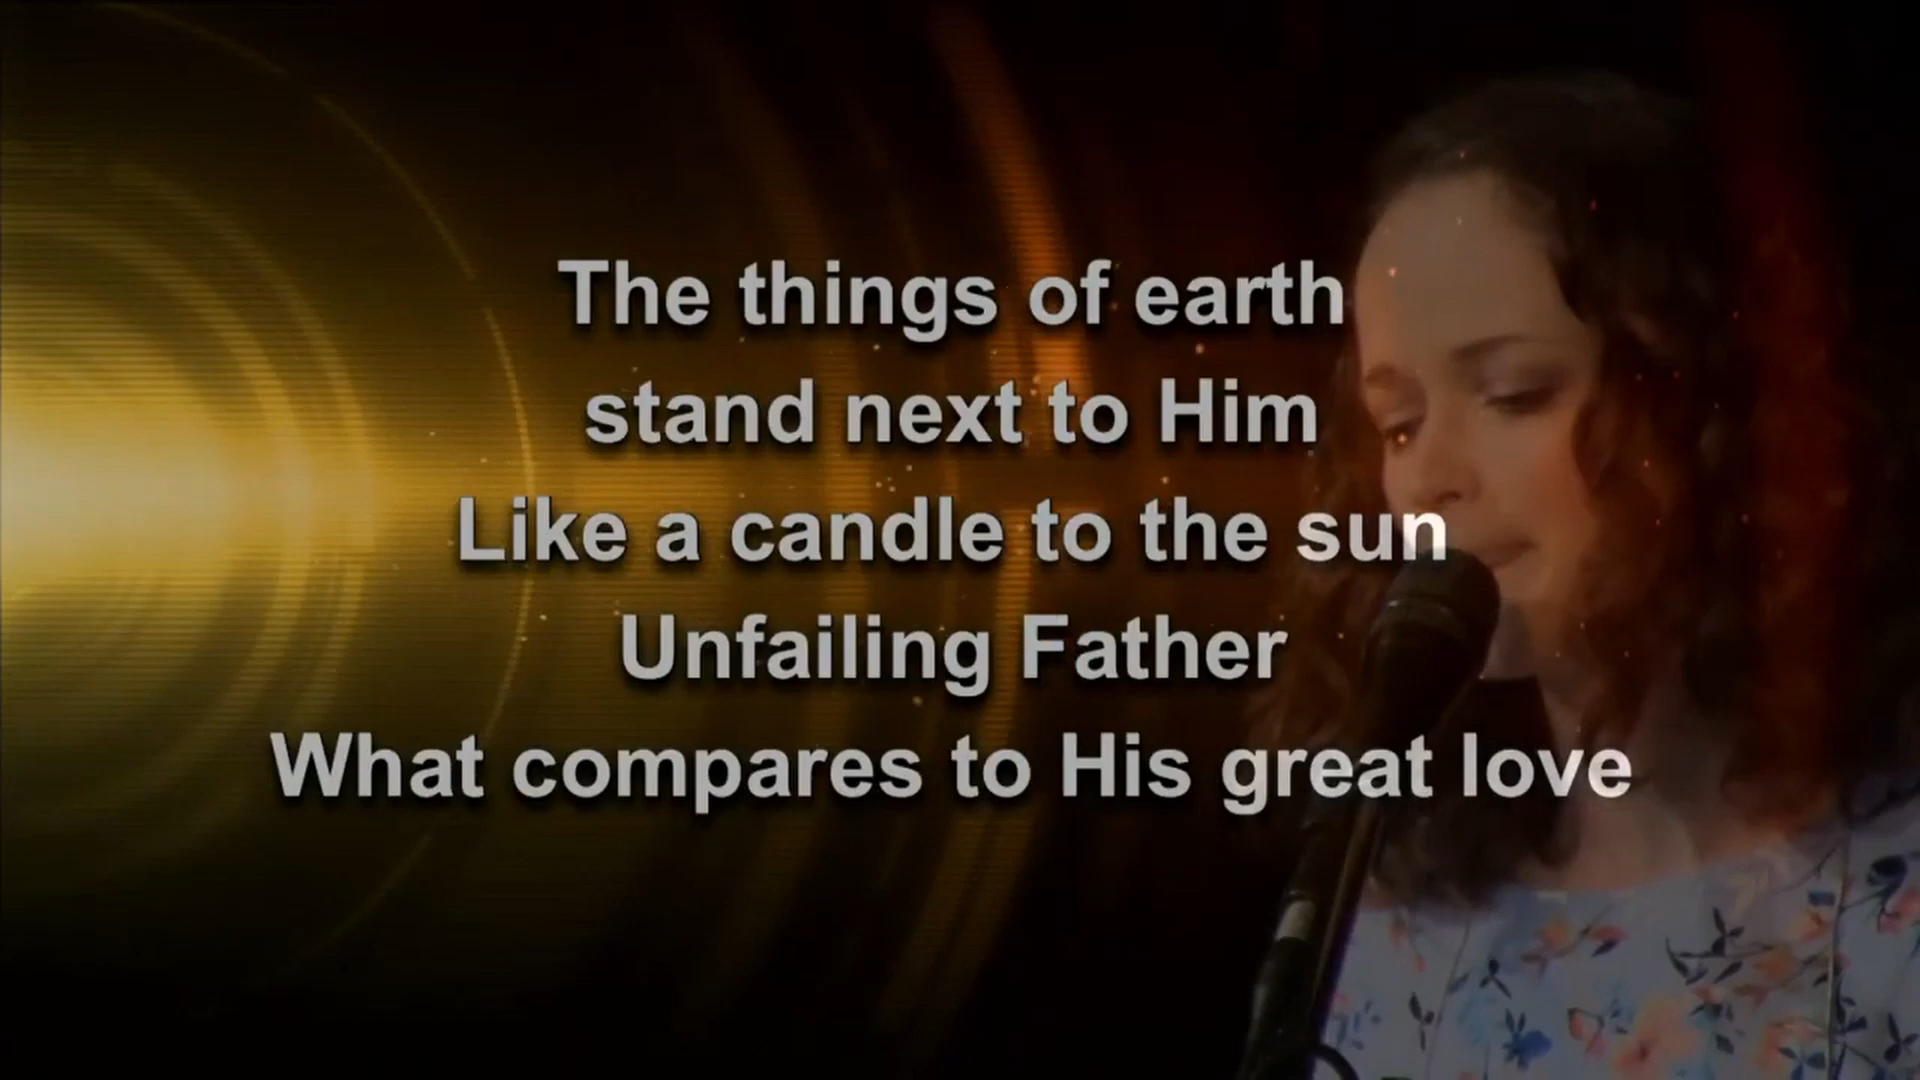 The things of earth
stand next to Him
Like a candle to the sun
Unfailing Father
What compares to His great love